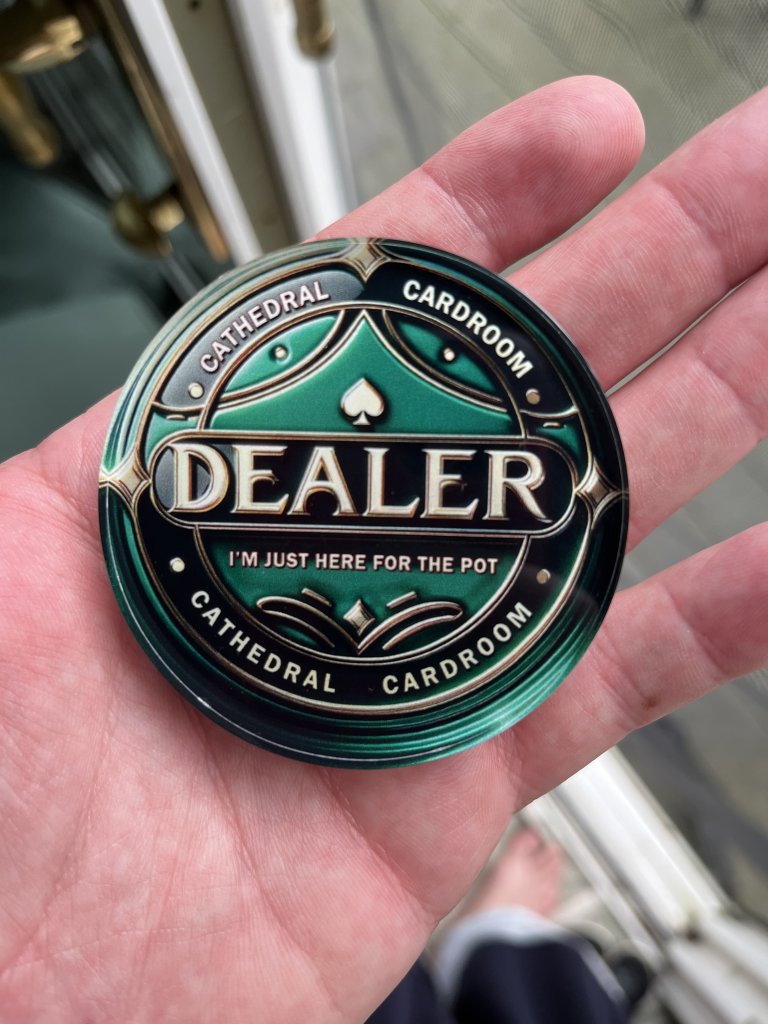 CATHEDRAL CARDROOM
DEALER
I'M JUST HERE FOR THE POT
CATHEDRAL CARDROOM